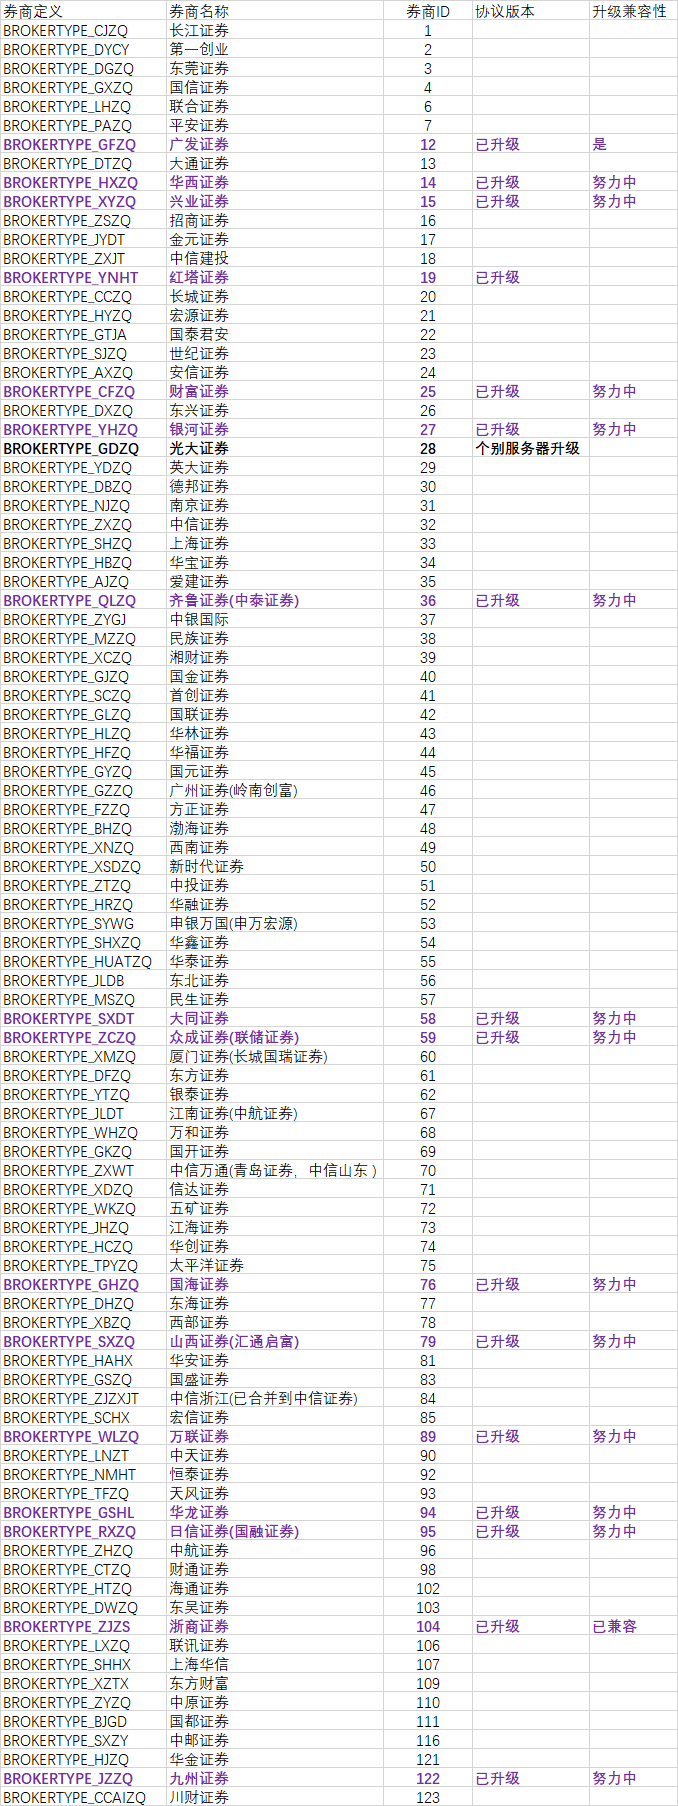 券商定义 券商名称 券商ID 协议版本 升级兼容性
BROKERTYPE_CJZQ 长江证券 1
BROKERTYPE_DYCY 第一创业 2
BROKERTYPE_DGZQ 东莞证券 3
BROKERTYPE_GXZQ 国信证券 4
BROKERTYPE_LHZQ 联合证券 6
BROKERTYPE_PAZQ 平安证券 7
BROKERTYPE_GFZQ 广发证券 12 已升级 是
BROKERTYPE_DTZQ 大通证券 13
BROKERTYPE_HXZQ 华西证券 14 已升级 努力中
BROKERTYPE_XYZQ 兴业证券 15 已升级 努力中
BROKERTYPE_ZSZQ 招商证券 16
BROKERTYPE_JYDT 金元证券 17
BROKERTYPE_ZXJT 中信建投 18
BROKERTYPE_YNHT 红塔证券 19 已升级
BROKERTYPE_CCZQ 长城证券 20
BROKERTYPE_HYZQ 宏源证券 21
BROKERTYPE_GTJA 国泰君安 22
BROKERTYPE_SJZQ 世纪证券 23
BROKERTYPE_AXZQ 安信证券 24
BROKERTYPE_CFZQ 财富证券 25 已升级 努力中
BROKERTYPE_DXZQ 东兴证券 26
BROKERTYPE_YHZQ 银河证券 27 已升级 努力中
BROKERTYPE_GDZQ 光大证券 28 个别服务器升级
BROKERTYPE_YDZQ 英大证券 29
BROKERTYPE_DBZQ 德邦证券 30
BROKERTYPE_NJZQ 南京证券 31
BROKERTYPE_ZXZQ 中信证券 32
BROKERTYPE_SHZQ 上海证券 33
BROKERTYPE_HBZQ 华宝证券 34
BROKERTYPE_AJZQ 爱建证券 35
BROKERTYPE_QLZQ 齐鲁证券(中泰证券) 36 已升级 努力中
BROKERTYPE_ZYGJ 中银国际 37
BROKERTYPE_MZZQ 民族证券 38
BROKERTYPE_XCZQ 湘财证券 39
BROKERTYPE_GJZQ 国金证券 40
BROKERTYPE_SCZQ 首创证券 41
BROKERTYPE_GLZQ 国联证券 42
BROKERTYPE_HLZQ 华林证券 43
BROKERTYPE_HFZQ 华福证券 44
BROKERTYPE_GYZQ 国元证券 45
BROKERTYPE_GZZQ 广州证券(岭南创富) 46
BROKERTYPE_FZZQ 方正证券 47
BROKERTYPE_BHZQ 渤海证券 48
BROKERTYPE_XNZQ 西南证券 49
BROKERTYPE_XSDZQ 新时代证券 50
BROKERTYPE_ZTZQ 中投证券 51
BROKERTYPE_HRZQ 华融证券 52
BROKERTYPE_SYWG 申银万国(申万宏源) 53
BROKERTYPE_SHXZQ 华鑫证券 54
BROKERTYPE_HUATZQ 华泰证券 55
BROKERTYPE_JLDB 东北证券 56
BROKERTYPE_MSZQ 民生证券 57
BROKERTYPE_SXDT 大同证券 58 已升级 努力中
BROKERTYPE_ZCZQ 众成证券(联储证券) 59 已升级 努力中
BROKERTYPE_XMZQ 厦门证券(长城国瑞证券) 60
BROKERTYPE_DFZQ 东方证券 61
BROKERTYPE_YTZQ 银泰证券 62
BROKERTYPE_JLDT 江南证券(中航证券) 67
BROKERTYPE_WHZQ 万和证券 68
BROKERTYPE_GKZQ 国开证券 69
BROKERTYPE_ZXWT 中信万通(青岛证券，中信山东 ) 70
BROKERTYPE_XDZQ 信达证券 71
BROKERTYPE_WKZQ 五矿证券 72
BROKERTYPE_JHZQ 江海证券 73
BROKERTYPE_HCZQ 华创证券 74
BROKERTYPE_TPYZQ 太平洋证券 75
BROKERTYPE_GHZQ 国海证券 76 已升级 努力中
BROKERTYPE_DHZQ 东海证券 77
BROKERTYPE_XBZQ 西部证券 78
BROKERTYPE_SXZQ 山西证券(汇通启富) 79 已升级 努力中
BROKERTYPE_HAHX 华安证券 81
BROKERTYPE_GSZQ 国盛证券 83
BROKERTYPE_ZJZXJT 中信浙江(已合并到中信证券) 84
BROKERTYPE_SCHX 宏信证券 85
BROKERTYPE_WLZQ 万联证券 89 已升级 努力中
BROKERTYPE_LNZT 中天证券 90
BROKERTYPE_NMHT 恒泰证券 92
BROKERTYPE_TFZQ 天风证券 93
BROKERTYPE_GSHL 华龙证券 94 已升级 努力中
BROKERTYPE_RXZQ 日信证券(国融证券) 95 已升级 努力中
BROKERTYPE_ZHZQ 中航证券 96
BROKERTYPE_CTZQ 财通证券 98
BROKERTYPE_HTZQ 海通证券 102
BROKERTYPE_DWZQ 东吴证券 103
BROKERTYPE_ZJZS 浙商证券 104 已升级 已兼容
BROKERTYPE_LXZQ 联讯证券 106
BROKERTYPE_SHHX 上海华信 107
BROKERTYPE_XZTX 东方财富 109
BROKERTYPE_ZYZQ 中原证券 110
BROKERTYPE_BJGD 国都证券 111
BROKERTYPE_SXZY 中邮证券 116
BROKERTYPE_HJZQ 华金证券 121
BROKERTYPE_JZZQ 九州证券 122 已升级 努力中
BROKERTYPE_CCAIZQ 川财证券 123